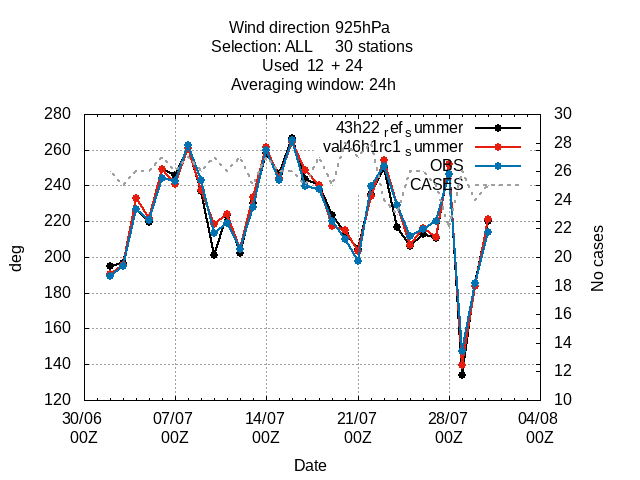 Wind direction 925hPa
Selection: ALL 30 stations
Used 12 + 24
Averaging window: 24h
280
260
240
220
200
180
160
140
120
deg
30
28
26
24
22
20
18
16
14
12
10
No cases
43h22refsummer
val46h1rc1summer
OBS
CASES
30/06 07/07 14/07 21/07 28/07 04/08
00Z 00Z 00Z 00Z 00Z 00Z
Date